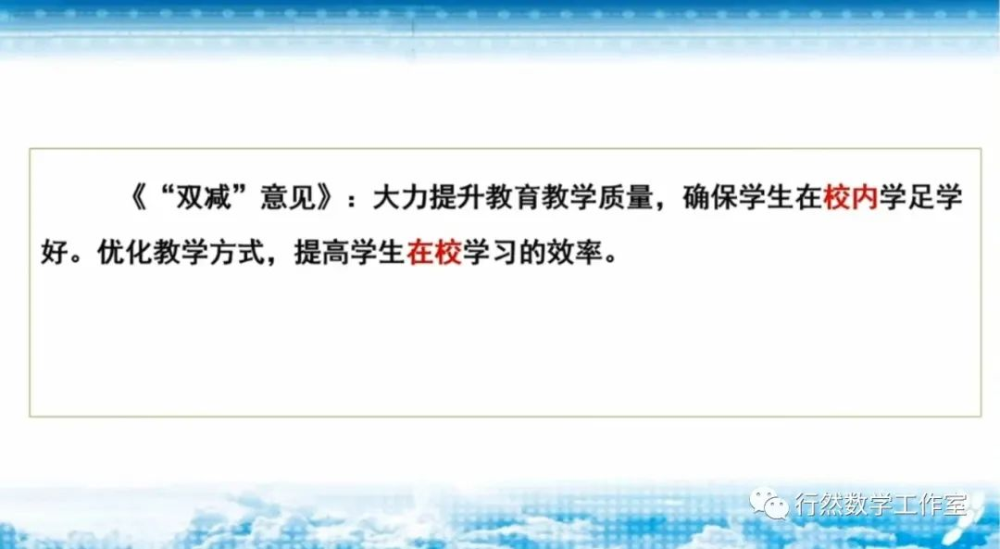 《“双减”意见》：大力提升教育教学质量，确保学生在校内学足学
好。优化教学方式，提高学生在校学习的效率。
行然数学工作室